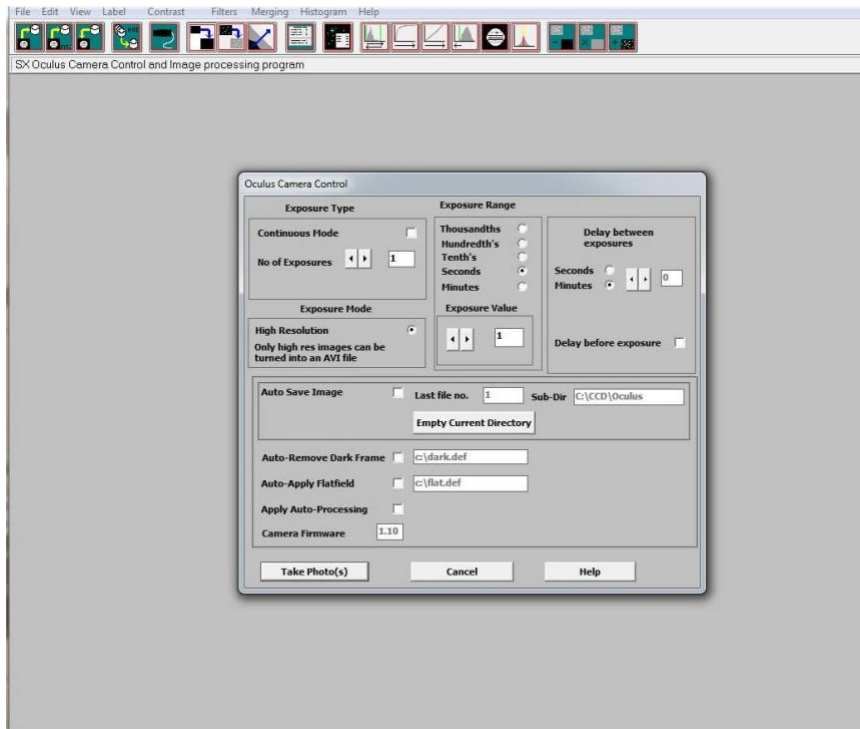 File Edit View Label Contrast Filters Merging Histogram Help
SX Oculus Camera Control and Image processing program
Oculus Camera Control
Exposure Type
Continuous Mode
No of Exposures 1
Exposure Mode
High Resolution
Only high res images can be
turned into an AVI file
Exposure Range
Thousandths
Hundredth's
Tenth's
Seconds
Minutes
Exposure Value
1
Delay between
exposures
Seconds
Minutes
0
Delay before exposure
Auto Save Image Last file no. 1 Sub-Dir C:\CCD\Oculus
Empty Current Directory
Auto-Remove Dark Frame c:\dark.def
Auto-Apply Flatfield c:\flat.def
Apply Auto-Processing
Camera Firmware 1.10
Take Photo(s) Cancel Help